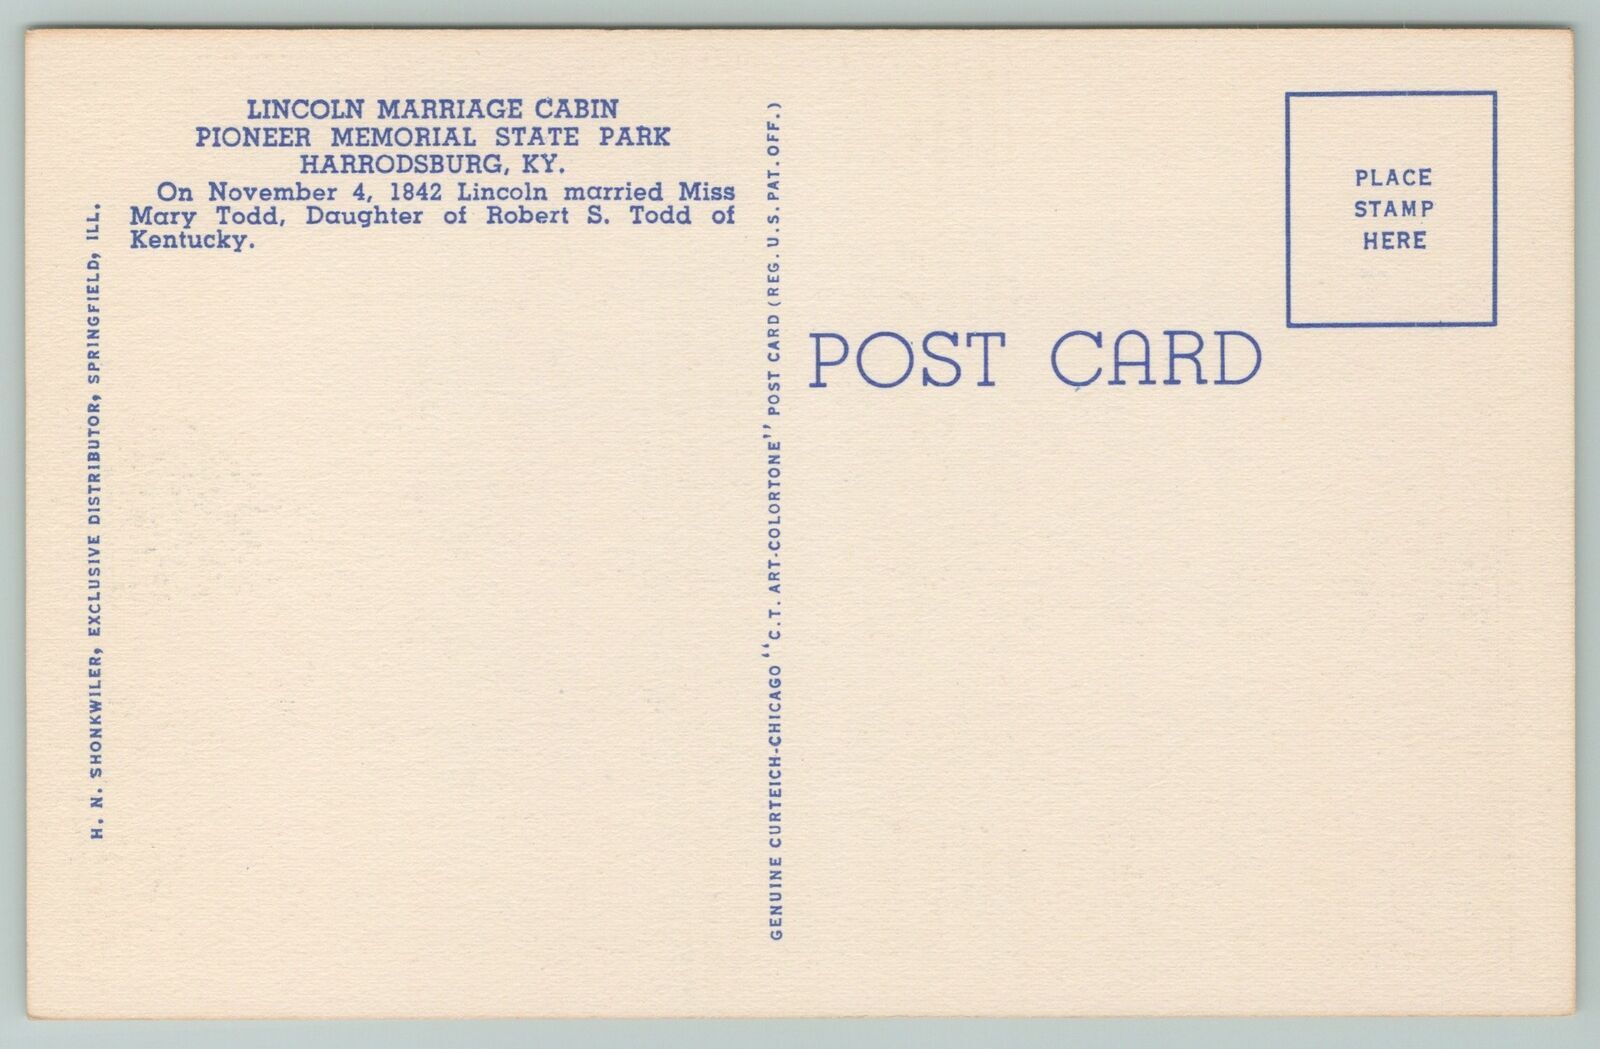 LINCOLN MARRIAGE CABIN
PIONEER MEMORIAL STATE PARK
HARRODSBURG, KY.
On November 4, 1842 Lincoln married Miss
Mary Todd, Daughter of Robert S. Todd of
Kentucky.
H. N. SHONKWILER, EXCLUSIVE DISTRIBUTOR, SPRINGFIELD, ILL.
GENUINE CURTEICH-CHICAGO "C.T. ART-COLORTONE" POST CARD (REG. U.S. PAT. OFF.)
POST CARD
PLACE
STAMP
HERE